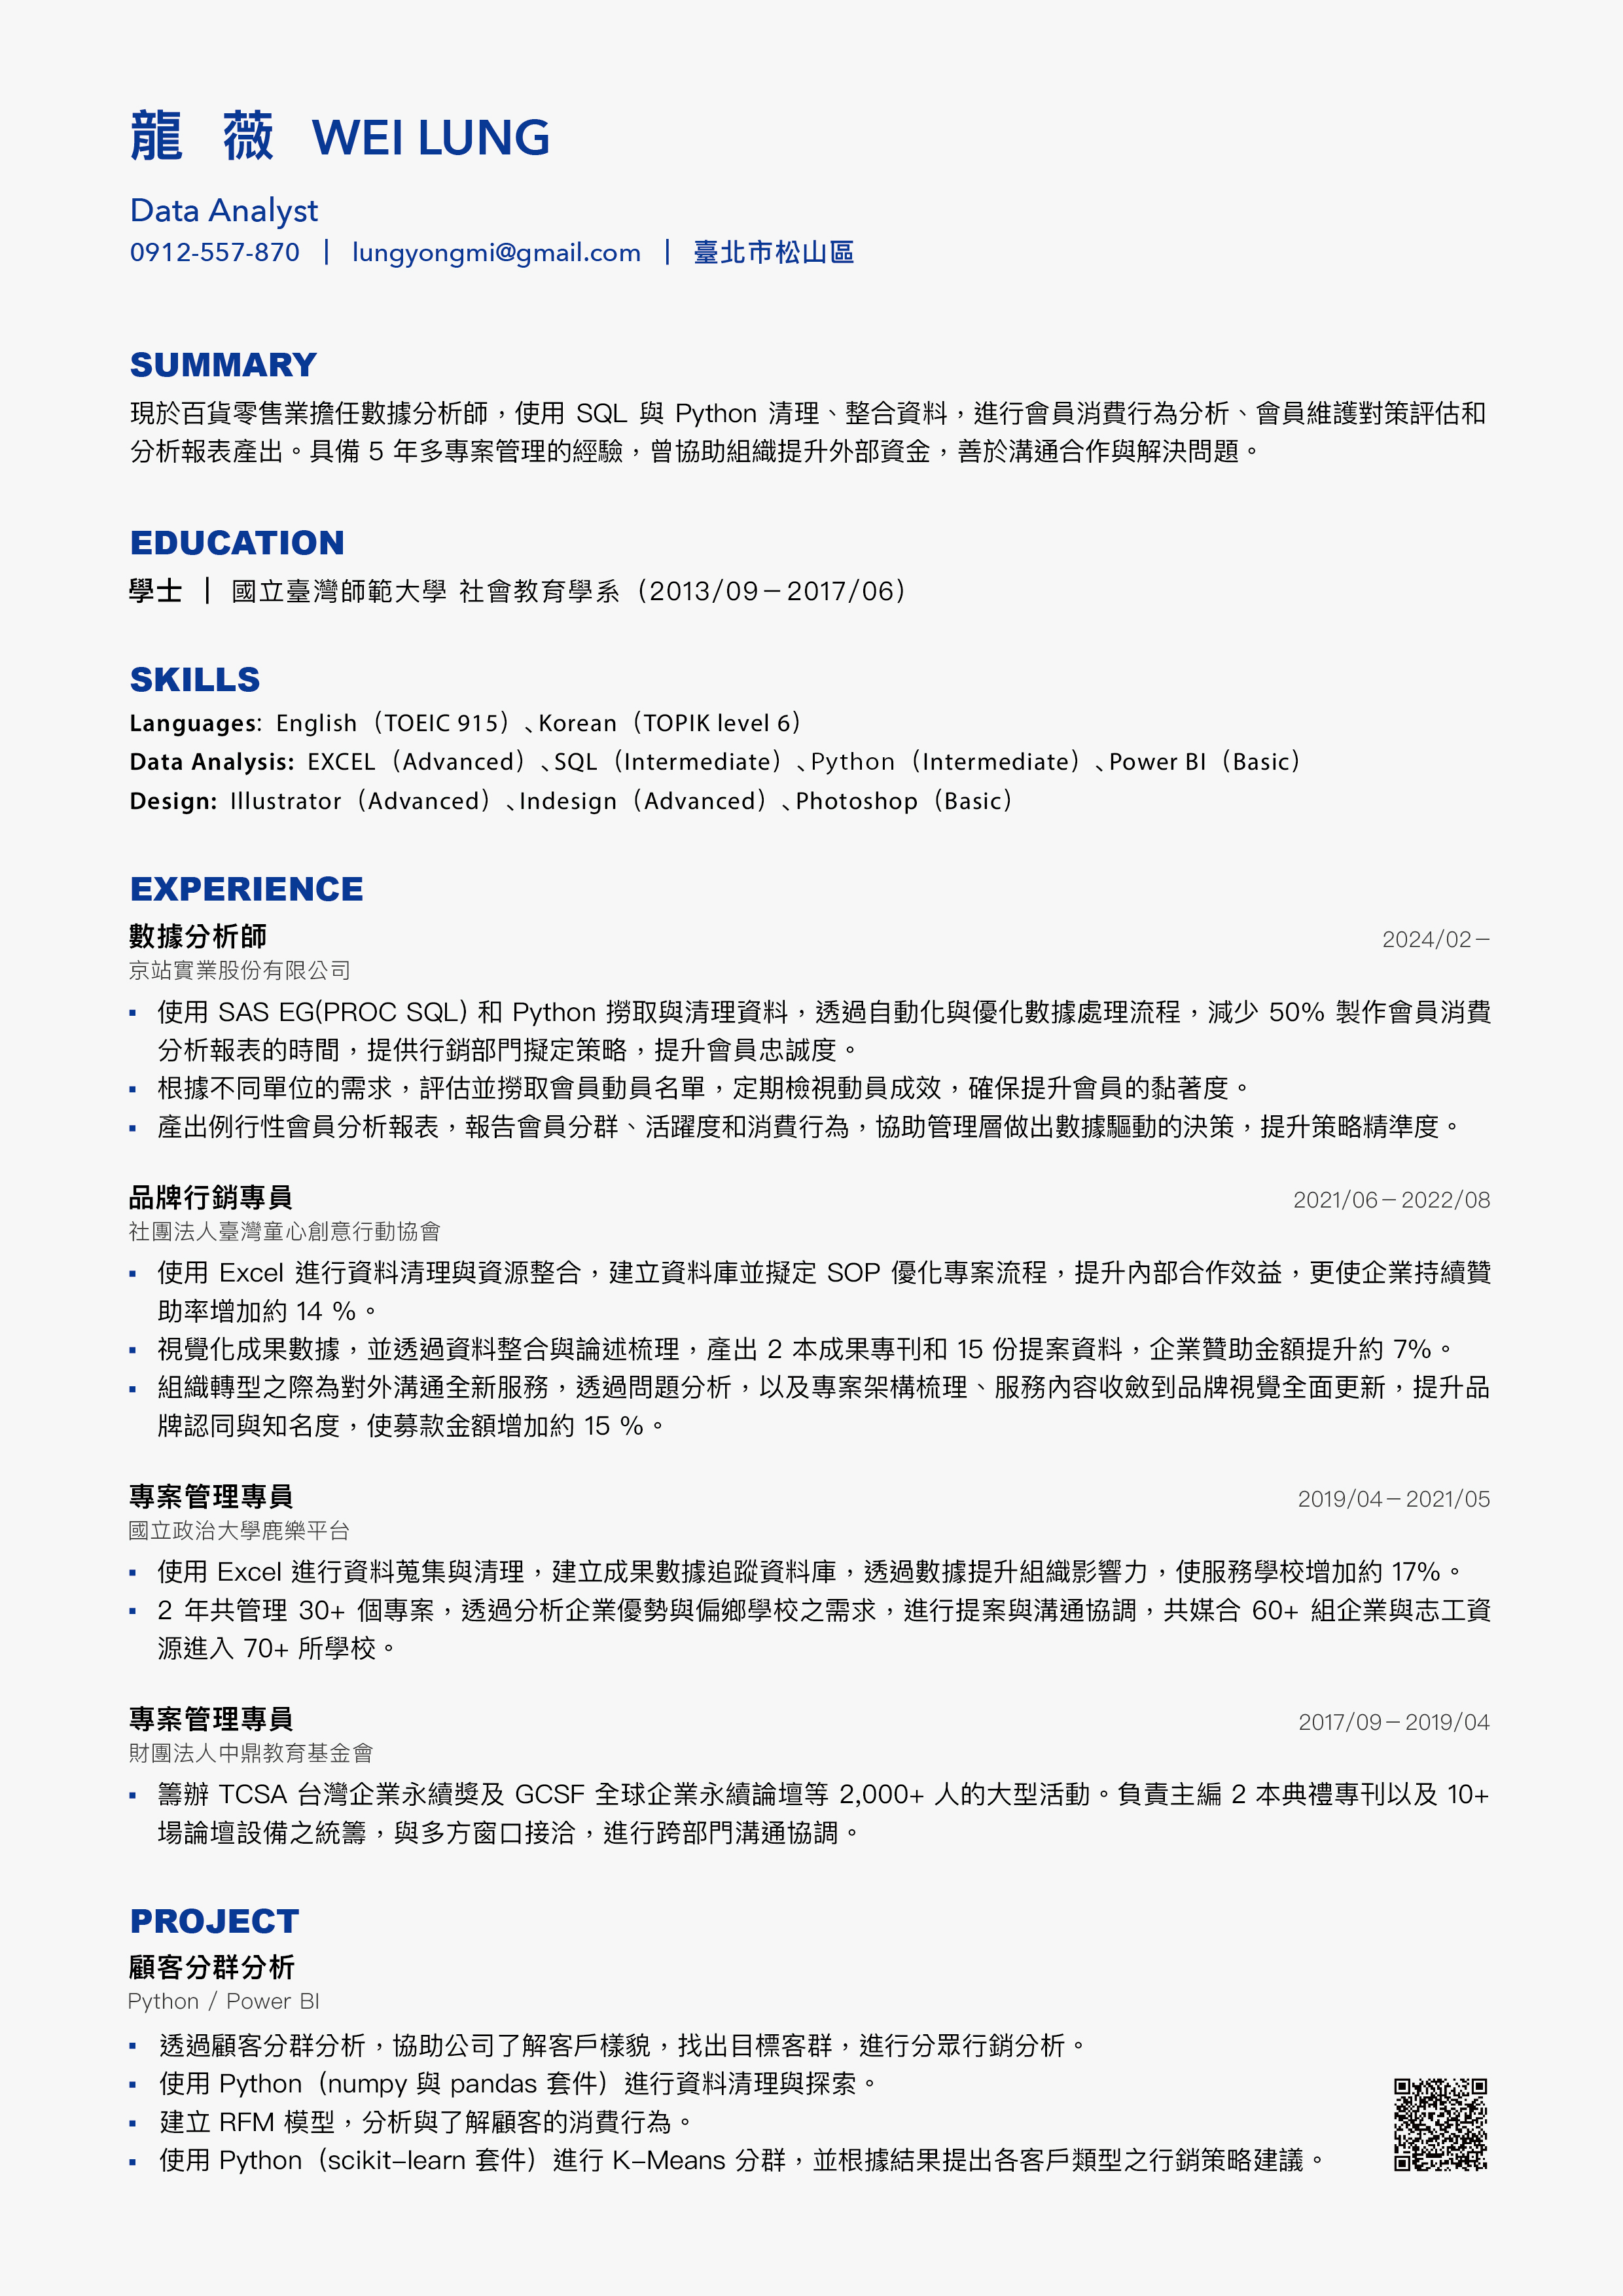 龍 薇 WEI LUNG
Data Analyst
0912-557-870 | lungyongmi@gmail.com | 臺北市松山區
SUMMARY
現於百貨零售業擔任數據分析師，使用 SQL 與 Python 清理、整合資料，進行會員消費行為分析、會員維護對策評估和
分析報表產出。具備 5 年多專案管理的經驗，曾協助組織提升外部資金，善於溝通合作與解決問題。
EDUCATION
學士 | 國立臺灣師範大學 社會教育學系（2013/09－2017/06）
SKILLS
Languages: English（TOEIC 915）、Korean（TOPIK level 6）
Data Analysis: EXCEL（Advanced）、SQL（Intermediate）、Python（Intermediate）、Power BI（Basic）
Design: Illustrator（Advanced）、Indesign（Advanced）、Photoshop（Basic）
EXPERIENCE
數據分析師 2024/02－
京站實業股份有限公司
▪ 使用 SAS EG(PROC SQL) 和 Python 撈取與清理資料，透過自動化與優化數據處理流程，減少 50% 製作會員消費
分析報表的時間，提供行銷部門擬定策略，提升會員忠誠度。
▪ 根據不同單位的需求，評估並撈取會員動員名單，定期檢視動員成效，確保提升會員的黏著度。
▪ 產出例行性會員分析報表，報告會員分群、活躍度和消費行為，協助管理層做出數據驅動的決策，提升策略精準度。
品牌行銷專員 2021/06－2022/08
社團法人臺灣童心創意行動協會
▪ 使用 Excel 進行資料清理與資源整合，建立資料庫並擬定 SOP 優化專案流程，提升內部合作效益，更使企業持續贊
助率增加約 14 %。
▪ 視覺化成果數據，並透過資料整合與論述梳理，產出 2 本成果專刊和 15 份提案資料，企業贊助金額提升約 7%。
▪ 組織轉型之際為對外溝通全新服務，透過問題分析，以及專案架構梳理、服務內容收斂到品牌視覺全面更新，提升品
牌認同與知名度，使募款金額增加約 15 %。
專案管理專員 2019/04－2021/05
國立政治大學鹿樂平台
▪ 使用 Excel 進行資料蒐集與清理，建立成果數據追蹤資料庫，透過數據提升組織影響力，使服務學校增加約 17%。
▪ 2 年共管理 30+ 個專案，透過分析企業優勢與偏鄉學校之需求，進行提案與溝通協調，共媒合 60+ 組企業與志工資
源進入 70+ 所學校。
專案管理專員 2017/09－2019/04
財團法人中鼎教育基金會
▪ 籌辦 TCSA 台灣企業永續獎及 GCSF 全球企業永續論壇等 2,000+ 人的大型活動。負責主編 2 本典禮專刊以及 10+
場論壇設備之統籌，與多方窗口接洽，進行跨部門溝通協調。
PROJECT
顧客分群分析
Python / Power BI
▪ 透過顧客分群分析，協助公司了解客戶樣貌，找出目標客群，進行分眾行銷分析。
▪ 使用 Python（numpy 與 pandas 套件）進行資料清理與探索。
▪ 建立 RFM 模型，分析與了解顧客的消費行為。
▪ 使用 Python（scikit-learn 套件）進行 K-Means 分群，並根據結果提出各客戶類型之行銷策略建議。